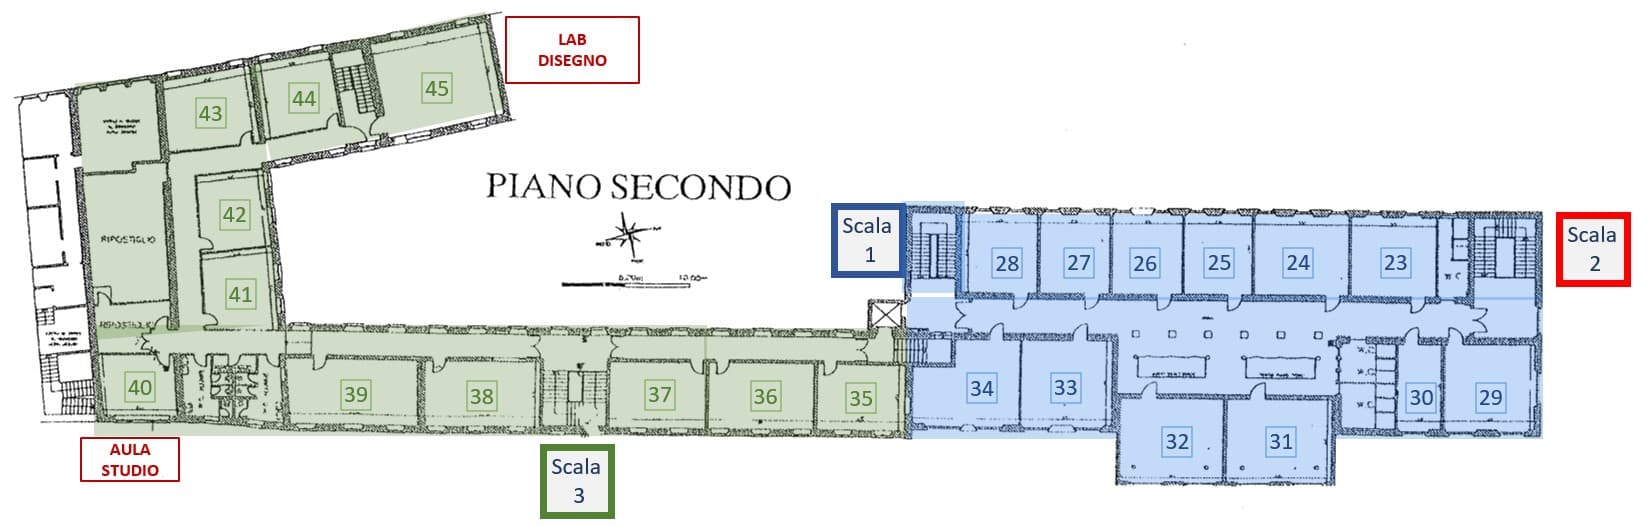 LAB
DISEGNO
45
44
43
42
PIANO SECONDO
RIPOSTIGLIO
Scala
1
Scala
2
28
27
26
25
24
23
W.C
41
RIPOSTIGLIO
40
39
38
37
36
35
34
33
32
31
30
29
W.C
W.C
AULA
STUDIO
Scala
3